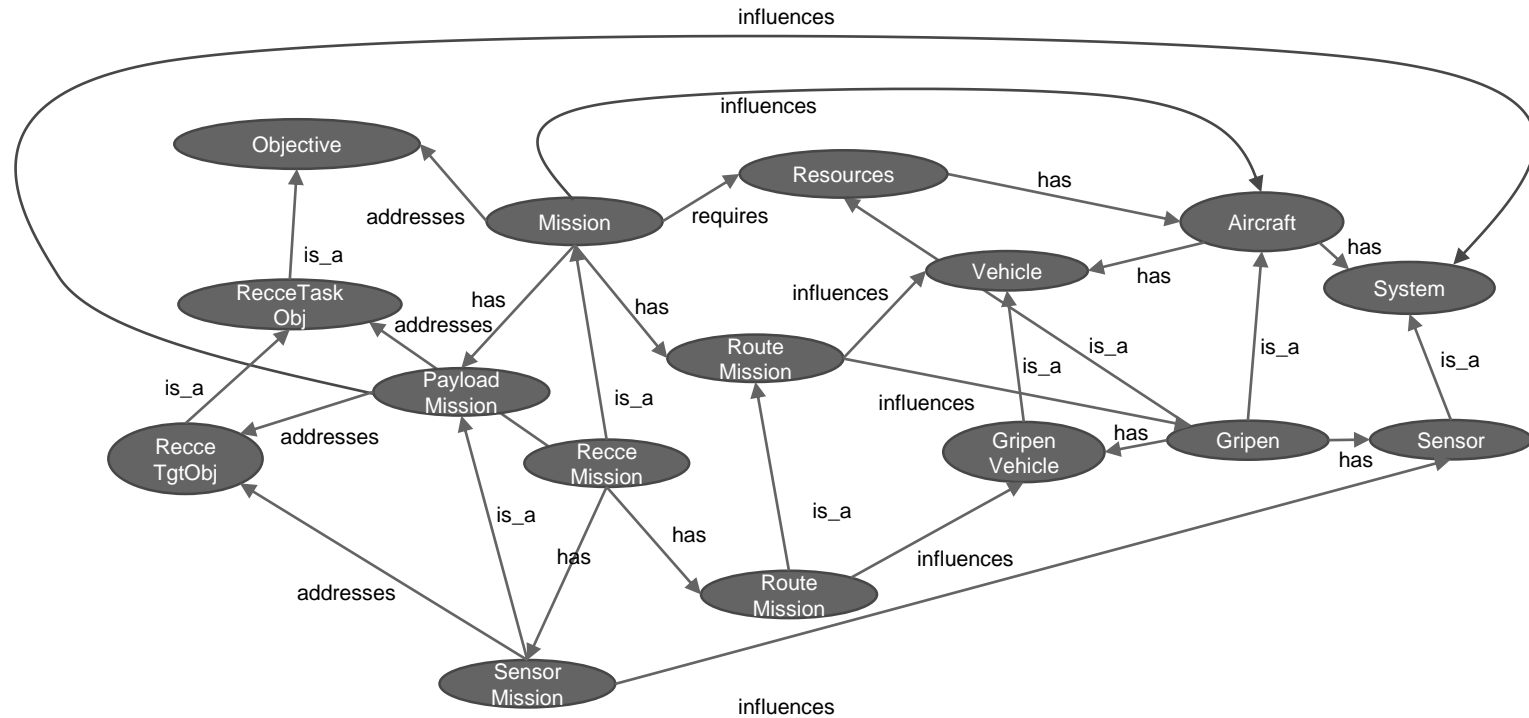 influences
influences
Objective
Resources
has
addresses
Mission
requires
Aircraft
has
is_a
Vehicle
has
System
RecceTask
Obj
has
influences
has
addresses
Route
Mission
is_a
is_a
is_a
is_a
is_a
Payload
Mission
is_a
influences
addresses
Recce
TgtObj
Recce
Mission
Gripen
Vehicle
has
Gripen
has
Sensor
is_a
is_a
has
has
influences
Route
Mission
addresses
Sensor
Mission
influences